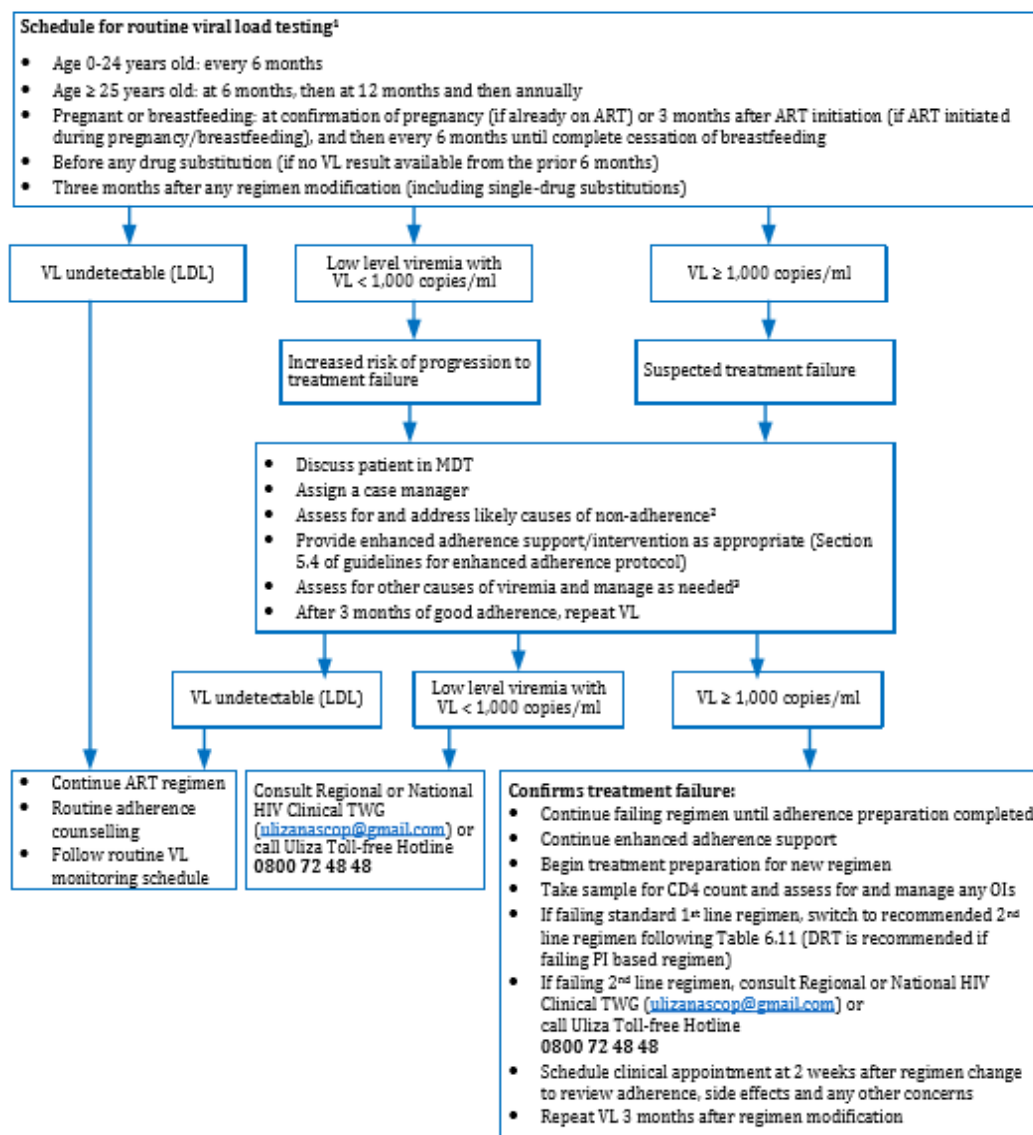 Schedule for routine viral load testing¹
• Age 0-24 years old: every 6 months
• Age ≥ 25 years old: at 6 months, then at 12 months and then annually
• Pregnant or breastfeeding: at confirmation of pregnancy (if already on ART) or 3 months after ART initiation (if ART initiated
during pregnancy/breastfeeding), and then every 6 months until complete cessation of breastfeeding
• Before any drug substitution (if no VL result available from the prior 6 months)
• Three months after any regimen modification (including single-drug substitutions)
VL undetectable (LDL)
Low level viremia with
VL < 1,000 copies/ml
VL ≥ 1,000 copies/ml
Increased risk of progression to
treatment failure
Suspected treatment failure
• Discuss patient in MDT
• Assign a case manager
• Assess for and address likely causes of non-adherence²
• Provide enhanced adherence support/intervention as appropriate (Section
5.4 of guidelines for enhanced adherence protocol)
• Assess for other causes of viremia and manage as needed³
• After 3 months of good adherence, repeat VL
VL undetectable (LDL)
Low level viremia with
VL < 1,000 copies/ml
VL ≥ 1,000 copies/ml
• Continue ART regimen
• Routine adherence
counselling
• Follow routine VL
monitoring schedule
Consult Regional or National
HIV Clinical TWG
(ulizanascop@gmail.com) or
call Uliza Toll-free Hotline
0800 72 48 48
Confirms treatment failure:
• Continue failing regimen until adherence preparation completed
• Continue enhanced adherence support
• Begin treatment preparation for new regimen
• Take sample for CD4 count and assess for and manage any OIs
• If failing standard 1st line regimen, switch to recommended 2nd
line regimen following Table 6.11 (DRT is recommended if
failing PI based regimen)
• If failing 2nd line regimen, consult Regional or National HIV
Clinical TWG (ulizanascop@gmail.com) or
call Uliza Toll-free Hotline
0800 72 48 48
• Schedule clinical appointment at 2 weeks after regimen change
to review adherence, side effects and any other concerns
• Repeat VL 3 months after regimen modification